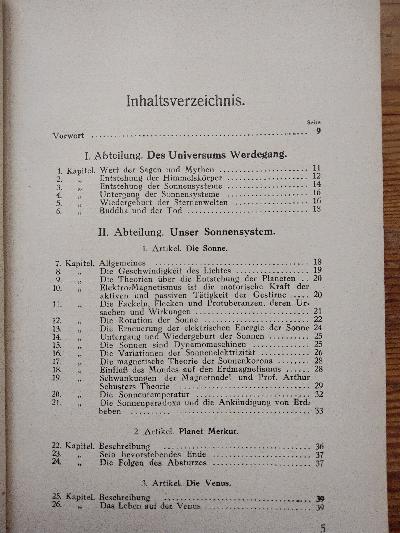 Inhaltsverzeichnis.
Seite
Vorwort . . . . . . . . . . 9
I. Abteilung. Des Universums Werdegang.
1. Kapitel. Wert der Sagen und Mythen . . . . . . 11
2. „ Entstehung der Himmelskörper . . . . . . 12
3. „ Entstehung der Sonnensysteme . . . . . . 14
4. „ Untergang der Sonnensysteme . . . . . . 16
5. „ Wiedergeburt der Sternenwelten . . . . . . 16
6. „ Buddha und der Tod . . . . . . 18
II. Abteilung. Unser Sonnensystem.
1. Artikel. Die Sonne.
7. Kapitel. Allgemeines . . . . . . 18
8. „ Die Geschwindigkeit des Lichtes . . . . . . 19
9. „ Die Theorien über die Entstehung der Planeten . . 20
10. „ Elektro-Magnetismus ist die motorische Kraft der
aktiven und passiven Tätigkeit der Gestirne . . 20
11. „ Die Fackeln, Flecken und Protuberanzen, deren Ur-
sachen und Wirkungen . . . . . . 21
12. „ Die Rotation der Sonne . . . . . . 22
13. „ Die Erneuerung der elektrischen Energie der Sonne 24
14. „ Untergang und Wiedergeburt der Sonnen . . . . 25
15. „ Die Sonnen sind Dynamomaschinen . . . . . . 25
16. „ Die Variationen der Sonnenelektrizität . . . . . . 26
17. „ Die magnetische Theorie der Sonnenkorona . . . . 28
18. „ Einfluß des Mondes auf den Erdmagnetismus . . . . 28
19. „ Schwankungen der Magnetnadel und Prof. Arthur
Schusters Theorie . . . . . . 29
20. „ Die Sonnentemperatur . . . . . . 32
21. „ Die Sonnenperadoxa und die Ankündigung von Erd-
beben . . . . . . 33
2. Artikel. Planet Merkur.
22. Kapitel. Beschreibung . . . . . . 36
23. „ Sein bevorstehendes Ende . . . . . . 37
24. „ Die Folgen des Absturzes . . . . . . 37
3. Artikel. Die Venus.
25. Kapitel. Beschreibung . . . . . . 39
26. „ Das Leben auf der Venus . . . . . . 39
5